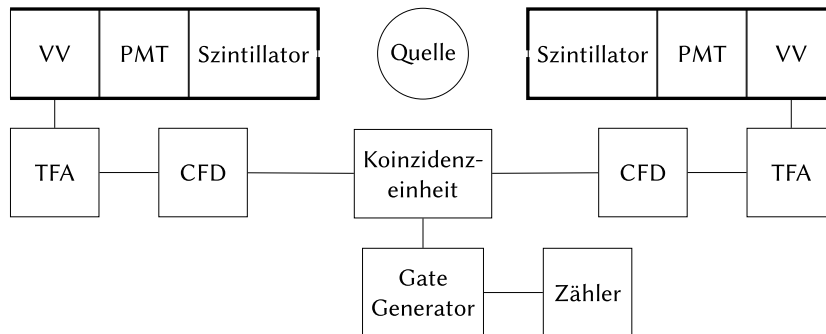 VV PMT Szintillator Quelle Szintillator PMT VV
TFA CFD Koinzidenz-
einheit CFD TFA
Gate
Generator Zähler